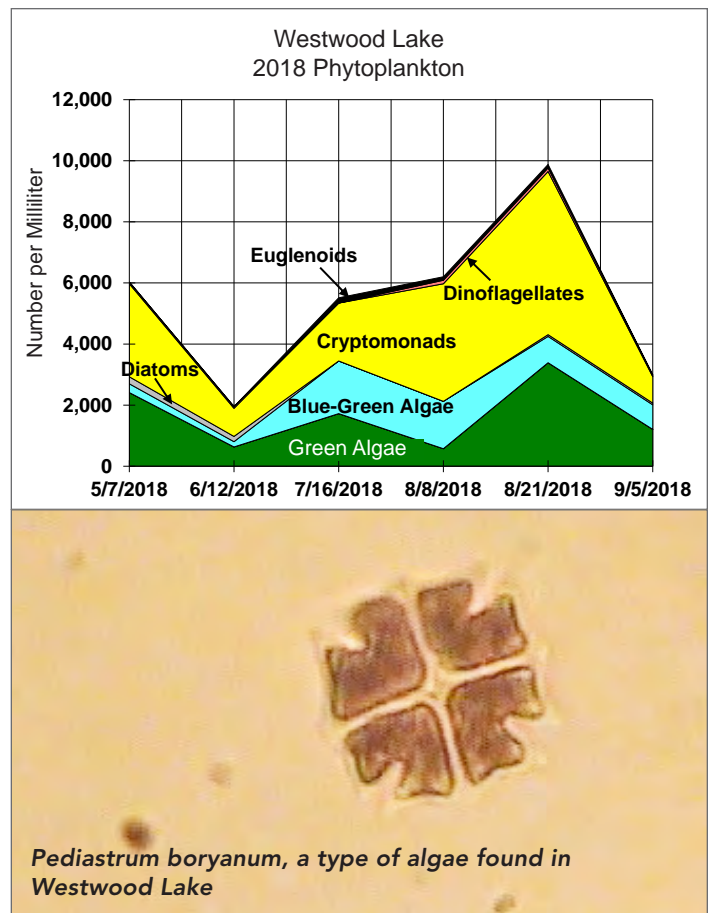 Westwood Lake
2018 Phytoplankton
Number per Milliliter
12,000
10,000
8,000
6,000
4,000
2,000
0
Euglenoids
Dinoflagellates
Cryptomonads
Diatoms
Blue-Green Algae
Green Algae
5/7/2018 6/12/2018 7/16/2018 8/8/2018 8/21/2018 9/5/2018
Pediastrum boryanum, a type of algae found in
Westwood Lake